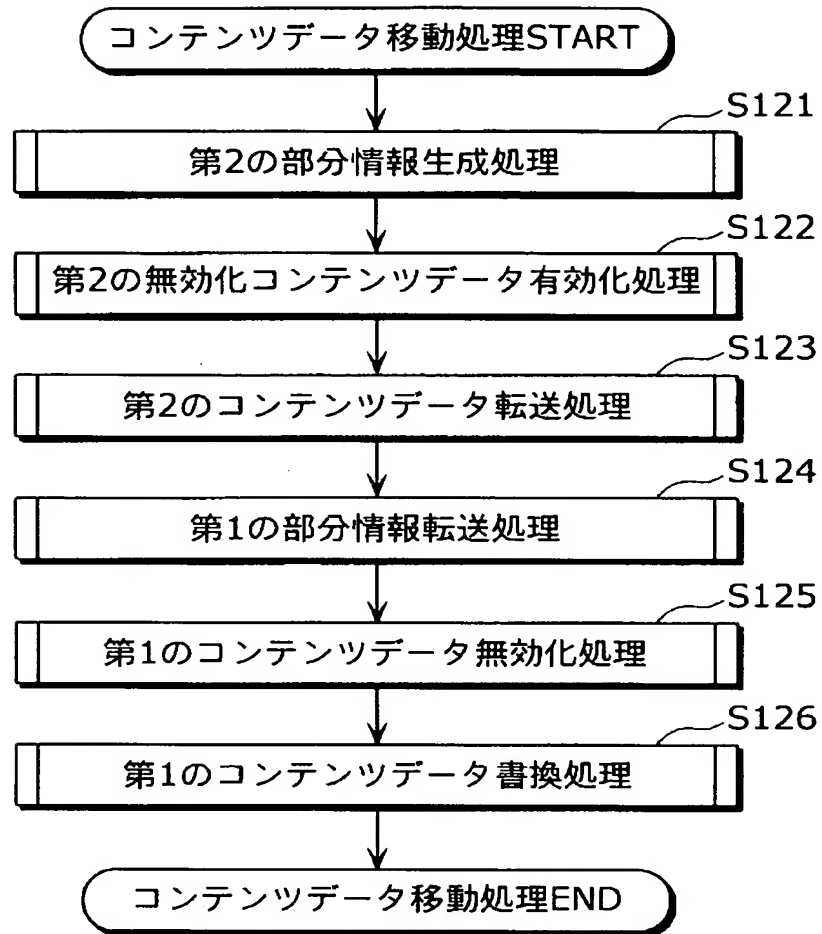 コンテンツデータ移動処理START
S121
第2の部分情報生成処理
S122
第2の無効化コンテンツデータ有効化処理
S123
第2のコンテンツデータ転送処理
S124
第1の部分情報転送処理
S125
第1のコンテンツデータ無効化処理
S126
第1のコンテンツデータ書換処理
コンテンツデータ移動処理END